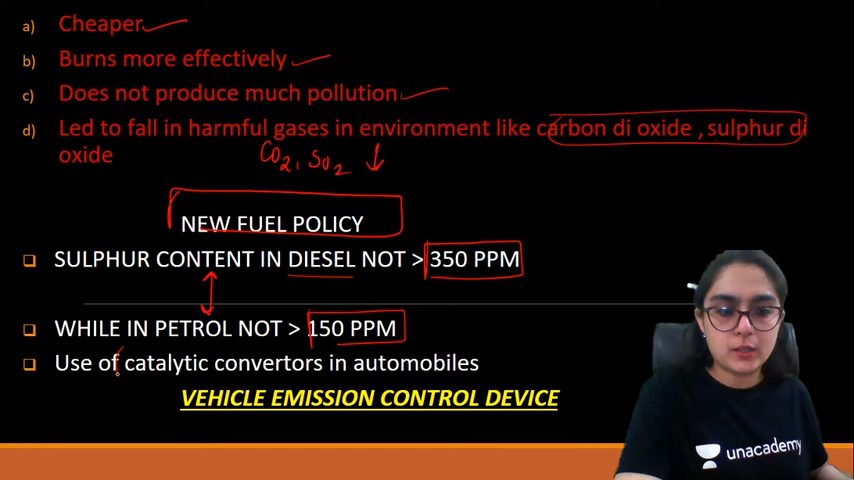 a) Cheaper
b) Burns more effectively
c) Does not produce much pollution
d) Led to fall in harmful gases in environment like carbon di oxide , sulphur di
oxide
CO2, SO2
NEW FUEL POLICY
SULPHUR CONTENT IN DIESEL NOT > 350 PPM
WHILE IN PETROL NOT > 150 PPM
Use of catalytic convertors in automobiles
VEHICLE EMISSION CONTROL DEVICE
unacademy